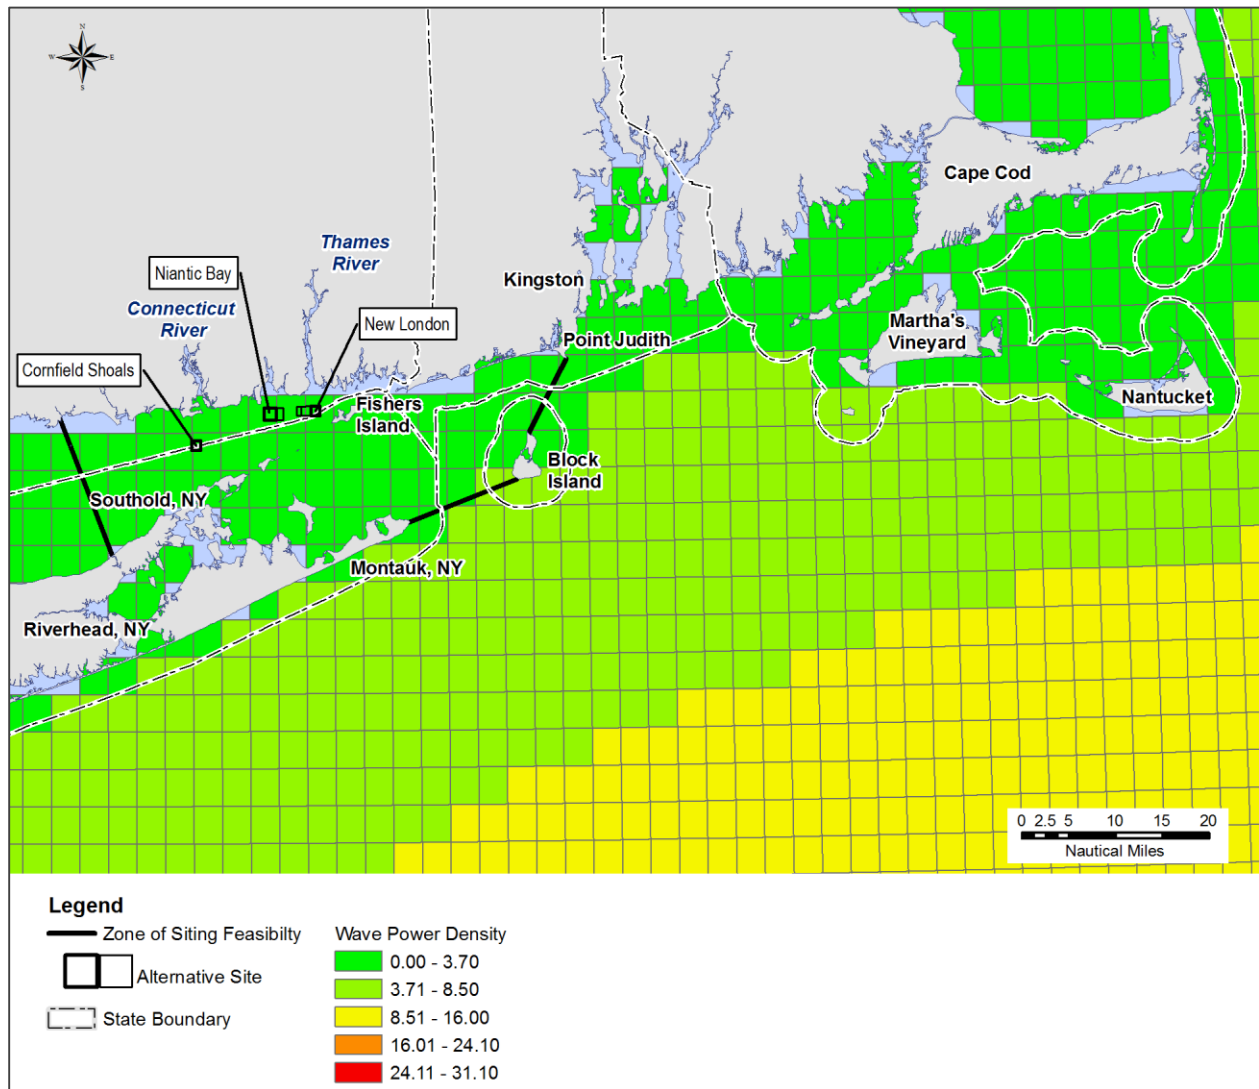 N
W E
S
Cape Cod
Thames
River
Niantic Bay
Kingston
Connecticut
River
New London
Martha's
Vineyard
Point Judith
Cornfield Shoals
Nantucket
Fishers
Island
Block
Island
Southold, NY
Montauk, NY
Riverhead, NY
0 2.5 5 10 15 20
Nautical Miles
Legend
Zone of Siting Feasibilty
Alternative Site
State Boundary
Wave Power Density
0.00 - 3.70
3.71 - 8.50
8.51 - 16.00
16.01 - 24.10
24.11 - 31.10